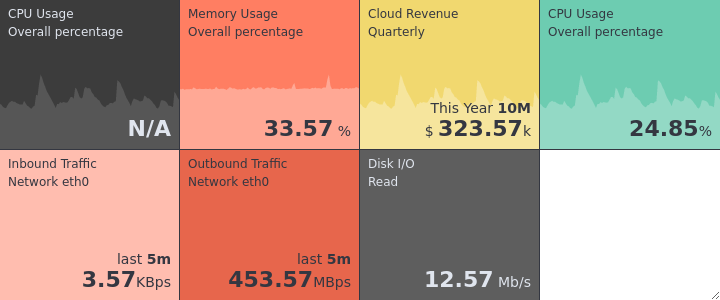 CPU Usage
Overall percentage
N/A
Memory Usage
Overall percentage
33.57 %
Cloud Revenue
Quarterly
This Year 10M
$ 323.57k
CPU Usage
Overall percentage
24.85%
Inbound Traffic
Network eth0
last 5m
3.57KBps
Outbound Traffic
Network eth0
last 5m
453.57MBps
Disk I/O
Read
12.57 Mb/s